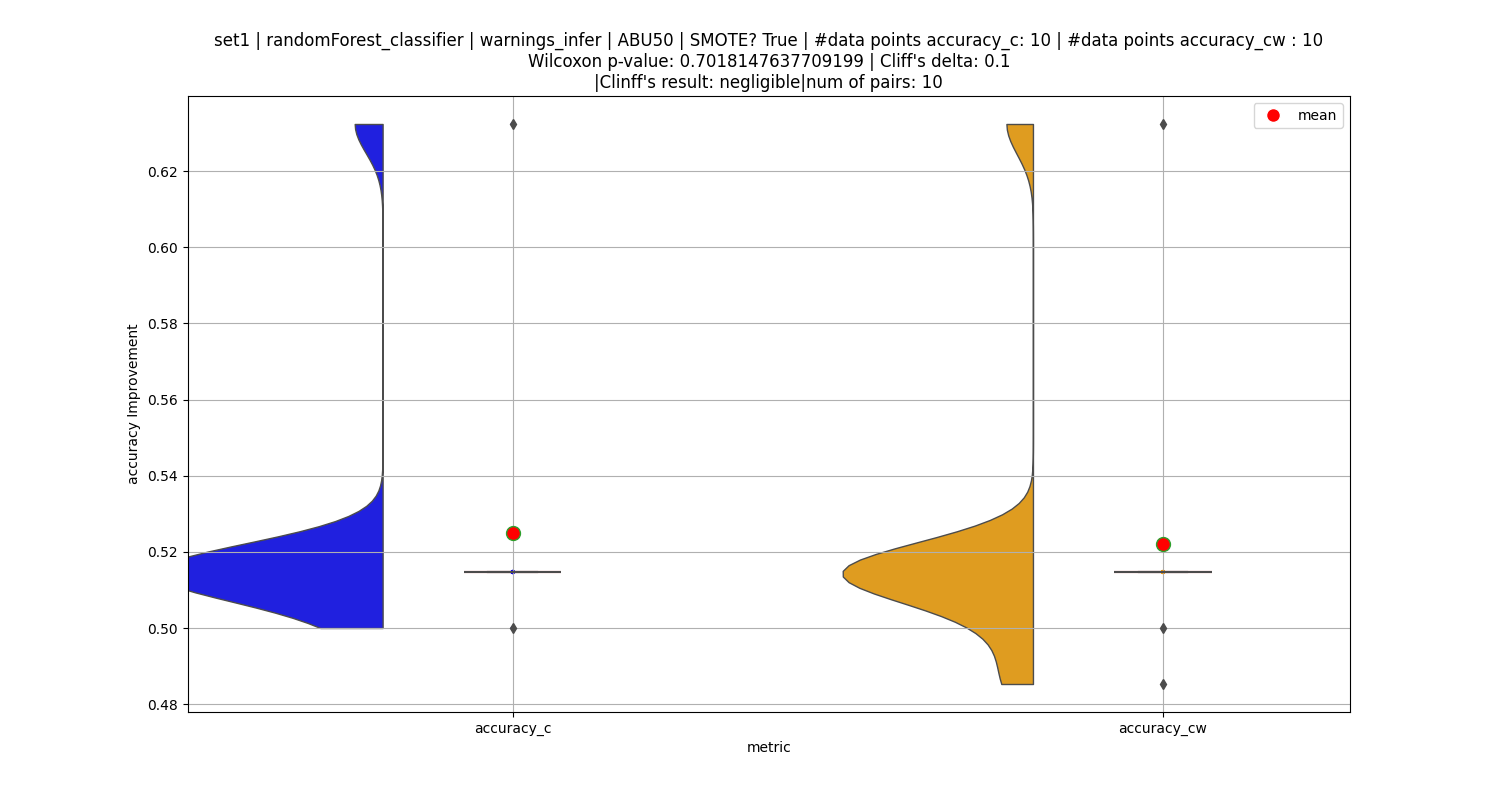 set1 | randomForest_classifier | warnings_infer | ABU50 | SMOTE? True | #data points accuracy_c: 10 | #data points accuracy_cw : 10
Wilcoxon p-value: 0.7018147637709199 | Cliff's delta: 0.1
|Clinff's result: negligible|num of pairs: 10
mean
0.62
0.60
0.58
0.56
0.54
0.52
0.50
0.48
accuracy Improvement
accuracy_c
accuracy_cw
metric